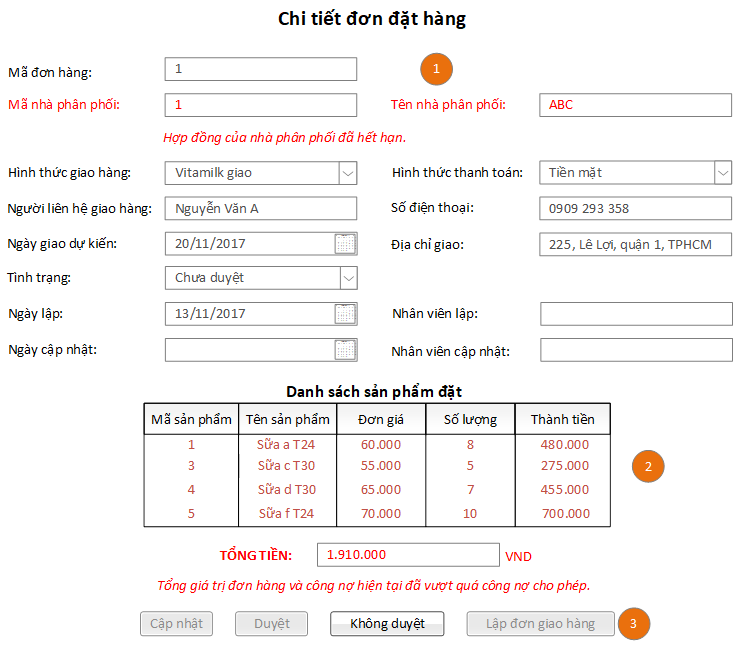 Chi tiết đơn đặt hàng
Mã đơn hàng: 1 1
Mã nhà phân phối: 1 Tên nhà phân phối: ABC
Hợp đồng của nhà phân phối đã hết hạn.
Hình thức giao hàng: Vitamilk giao Hình thức thanh toán: Tiền mặt
Người liên hệ giao hàng: Nguyễn Văn A Số điện thoại: 0909 293 358
Ngày giao dự kiến: 20/11/2017 Địa chỉ giao: 225, Lê Lợi, quận 1, TPHCM
Tình trạng: Chưa duyệt
Ngày lập: 13/11/2017 Nhân viên lập:
Ngày cập nhật: Nhân viên cập nhật:
Danh sách sản phẩm đặt
Mã sản phẩm Tên sản phẩm Đơn giá Số lượng Thành tiền
1 Sữa a T24 60.000 8 480.000
3 Sữa c T30 55.000 5 275.000 2
4 Sữa d T30 65.000 7 455.000
5 Sữa f T24 70.000 10 700.000
TỔNG TIỀN: 1.910.000 VND
Tổng giá trị đơn hàng và công nợ hiện tại đã vượt quá công nợ cho phép.
Cập nhật Duyệt Không duyệt Lập đơn giao hàng 3